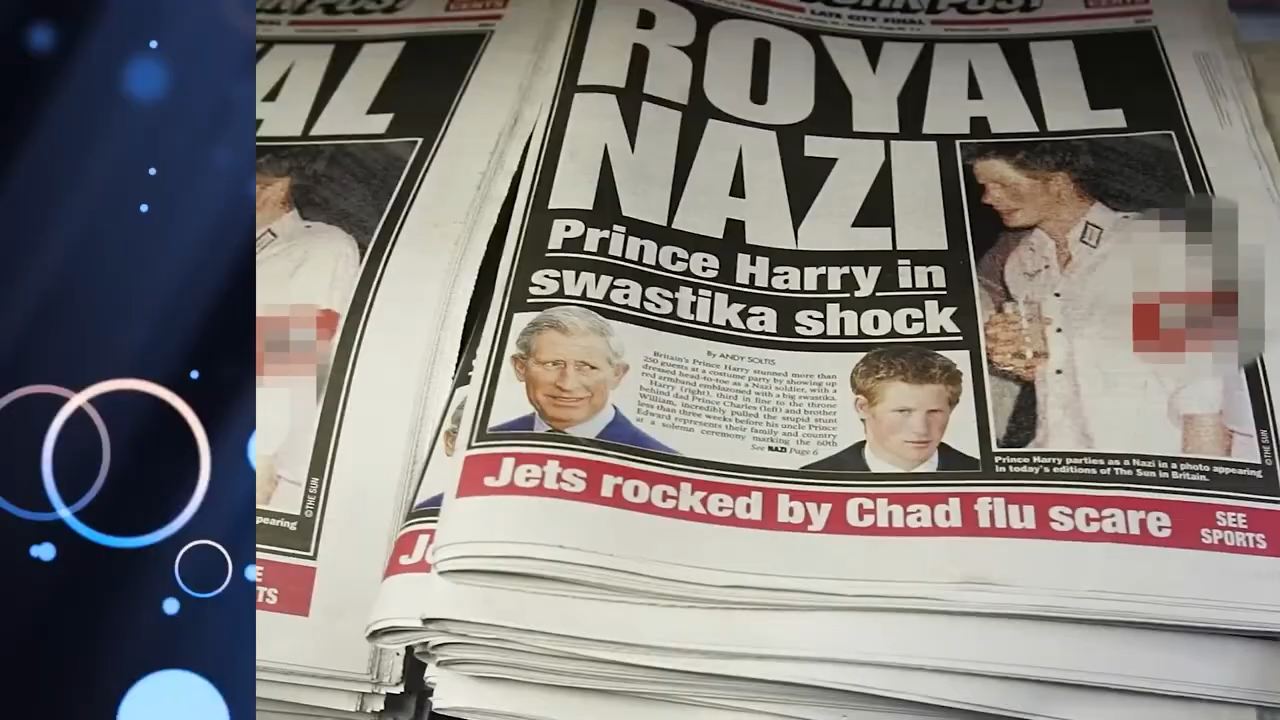 AL
©THE SUN
pearing
POST
CENTS
LATE CITY FINAL
ROYAL
NAZI
Prince Harry in
swastika shock
By ANDY SOLTIS
Britain's Prince Harry stunned more than
250 guests at a costume party by showing up
dressed head-to-toe as a Nazi soldier, with a
red armband emblazoned with a big swastika.
Harry (right), third in line to the throne
behind dad Prince Charles (left) and brother
William, incredibly pulled the stupid stunt
less than three weeks before his uncle Prince
Edward represents their family and country
at a solemn ceremony marking the 60th
See NAZI Page 6
Prince Harry parties as a Nazi in a photo appearing
in today's editions of The Sun in Britain.
©THE SUN
Jets rocked by Chad flu scare
SEE
SPORTS